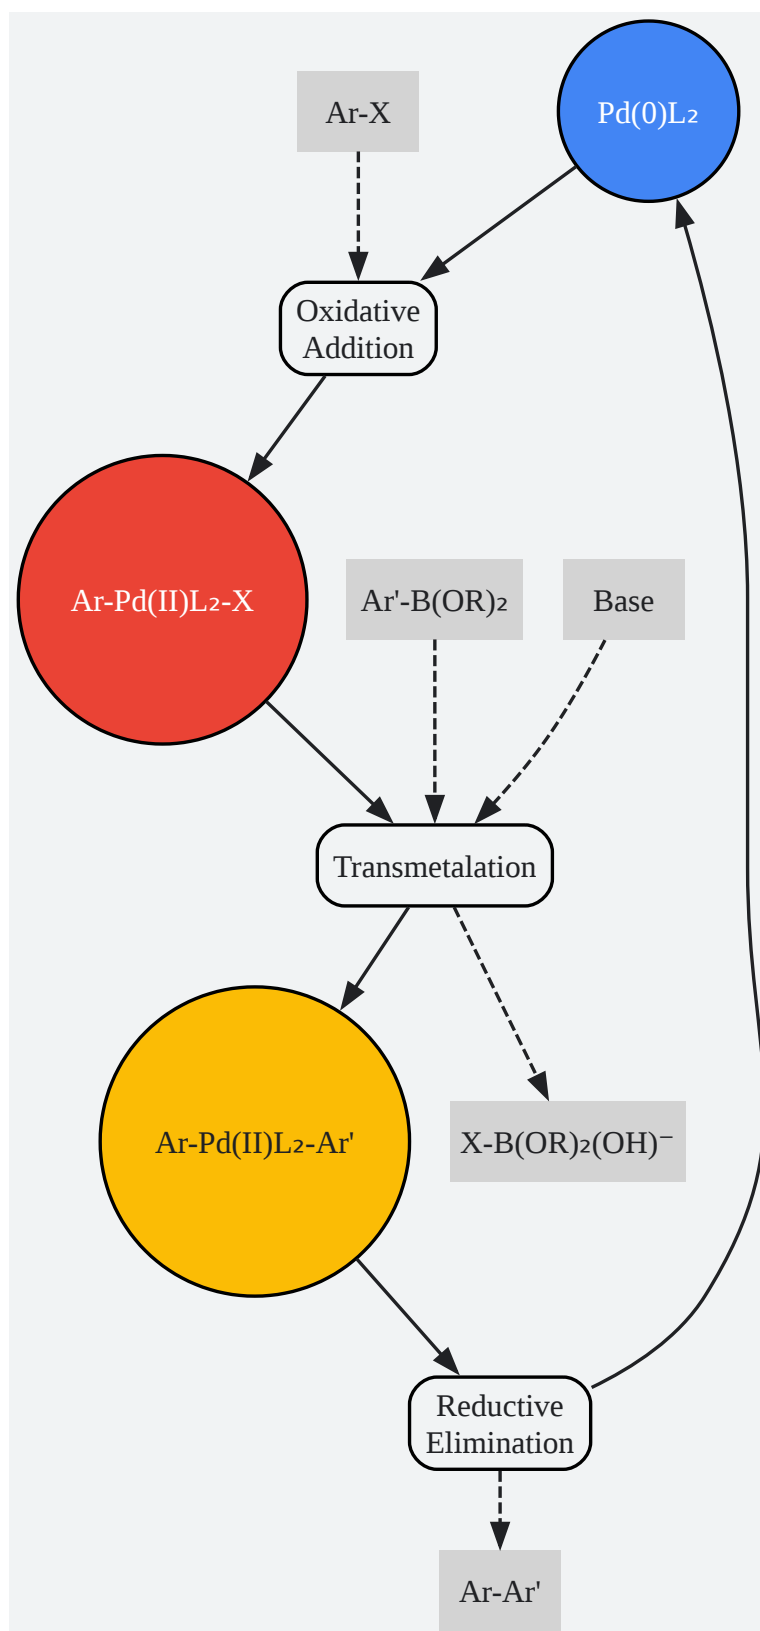 Pd(0)L₂
Ar-X
Oxidative
Addition
Ar-Pd(II)L₂-X
Ar'-B(OR)₂
Base
Transmetalation
Ar-Pd(II)L₂-Ar'
X-B(OR)₂(OH)⁻
Reductive
Elimination
Ar-Ar'